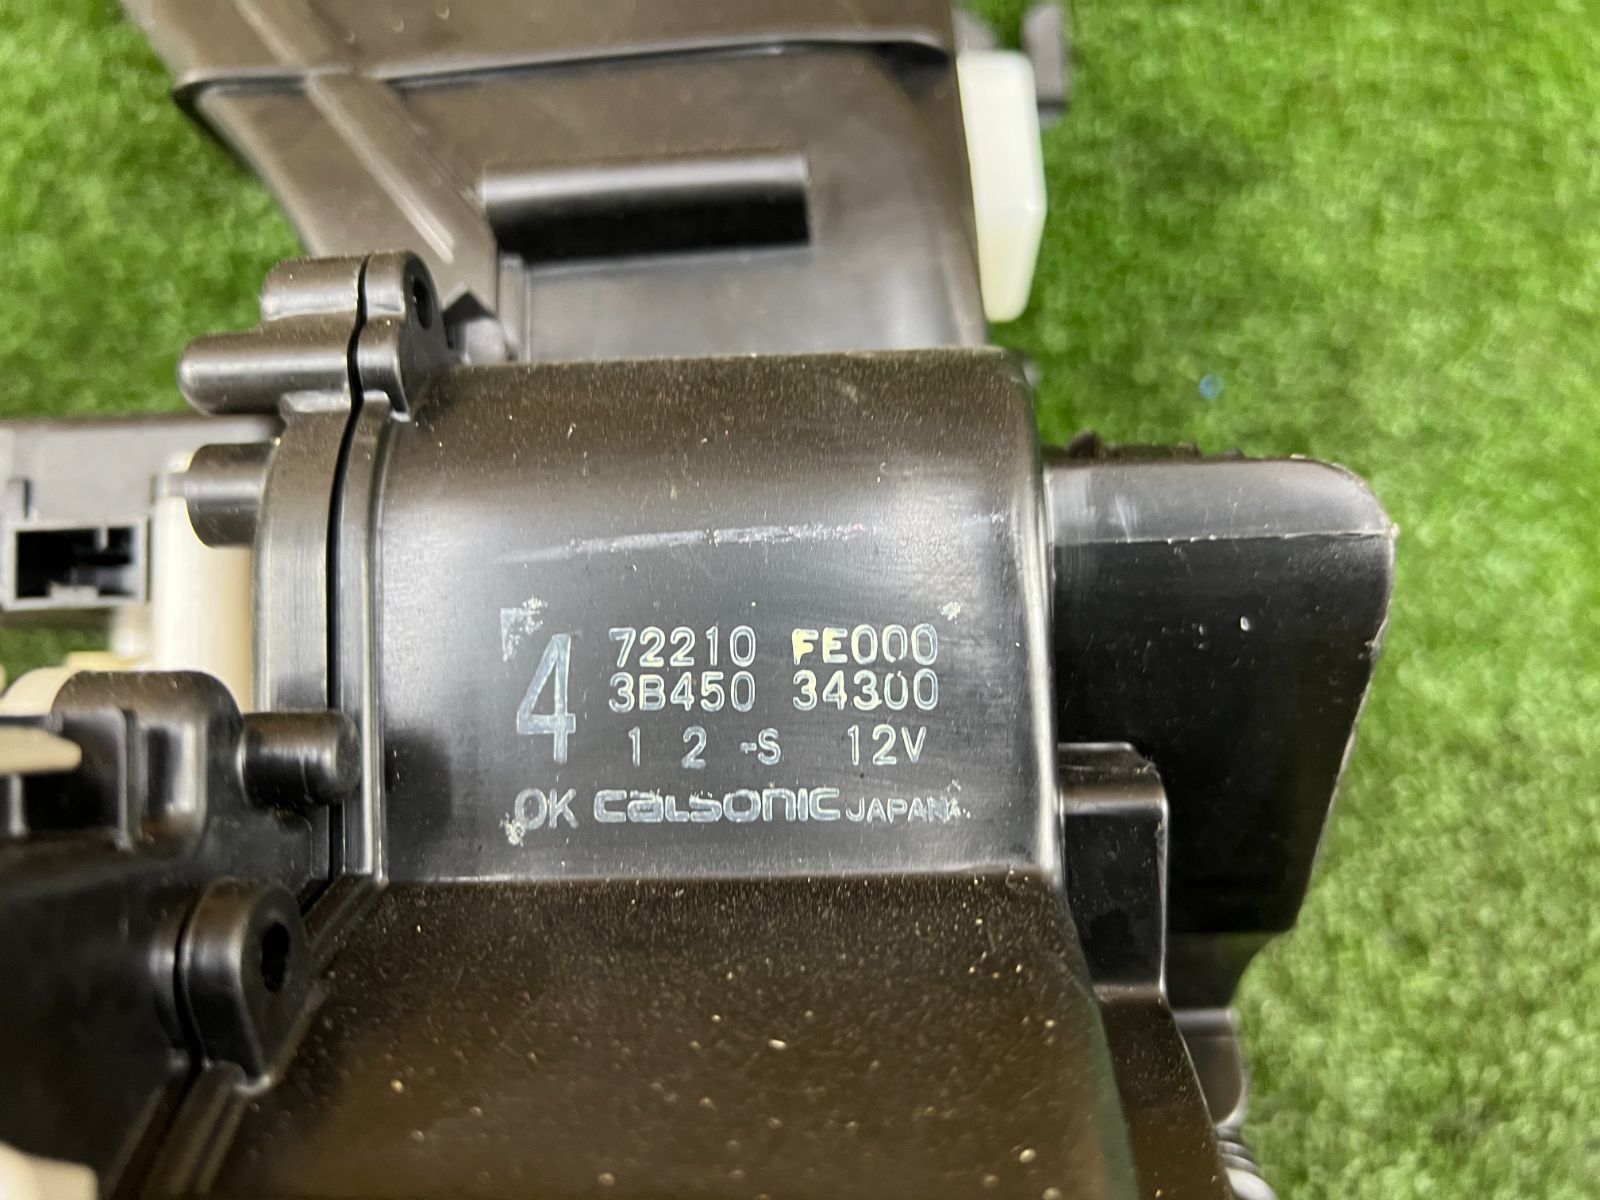 4 72210 FE000
3B450 34300
1 2 -S 12V
OK CALSONIC JAPAN